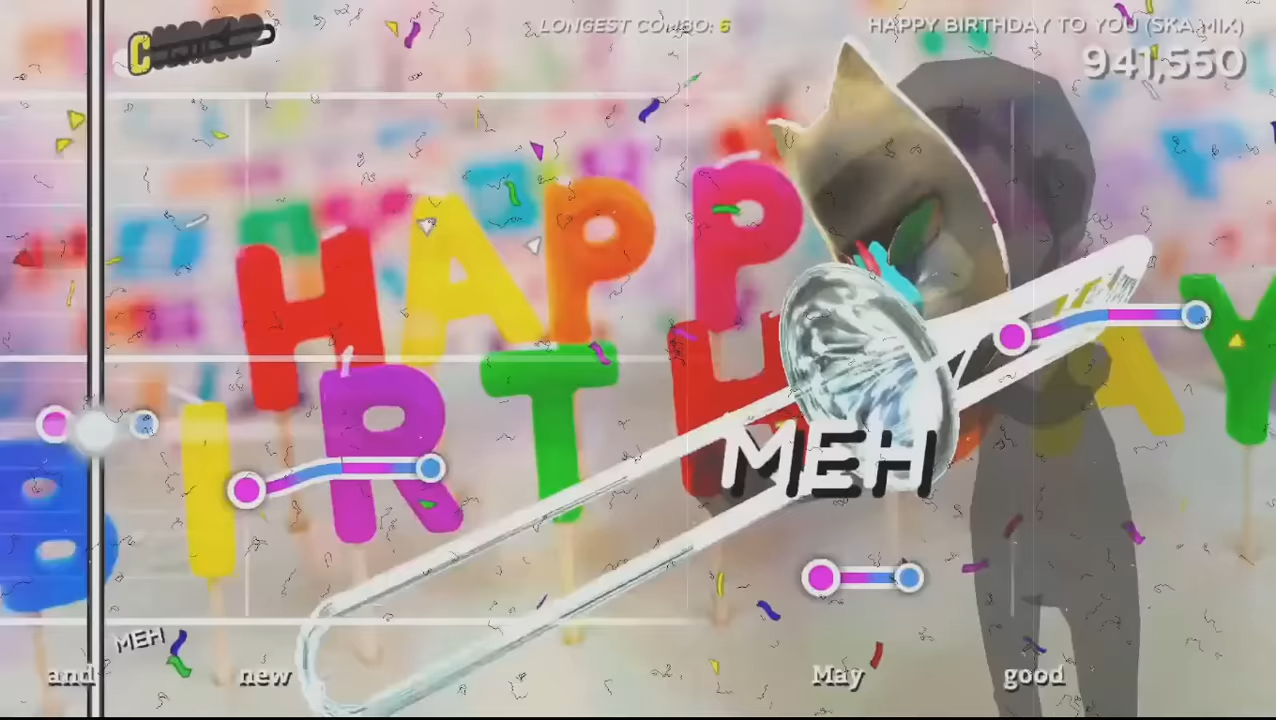 LONGEST COMBO: 6
HAPPY BIRTHDAY TO YOU (SKA MIX)
941,550
C
HAPPY
BIRTHDAY
MEH
MEH
and new May good